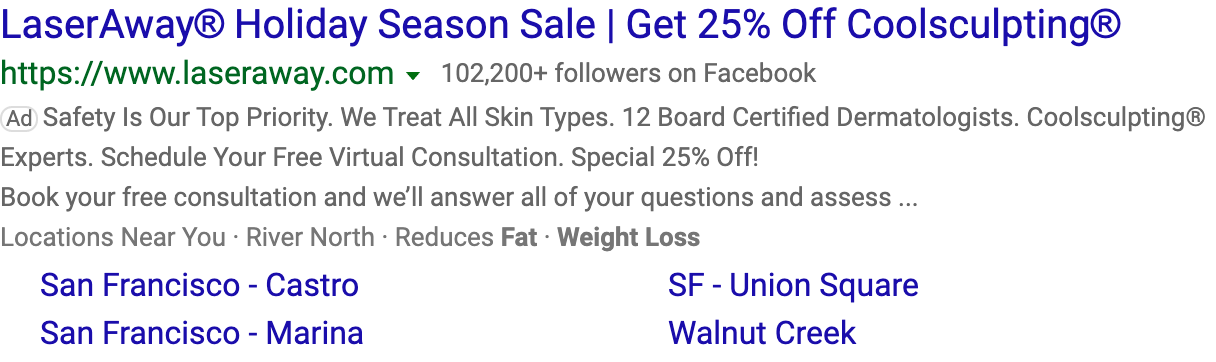 LaserAway® Holiday Season Sale | Get 25% Off Coolsculpting®
https://www.laseraway.com 102,200+ followers on Facebook
Ad Safety Is Our Top Priority. We Treat All Skin Types. 12 Board Certified Dermatologists. Coolsculpting®
Experts. Schedule Your Free Virtual Consultation. Special 25% Off!
Book your free consultation and we’ll answer all of your questions and assess ...
Locations Near You · River North · Reduces Fat · Weight Loss
San Francisco - Castro SF - Union Square
San Francisco - Marina Walnut Creek